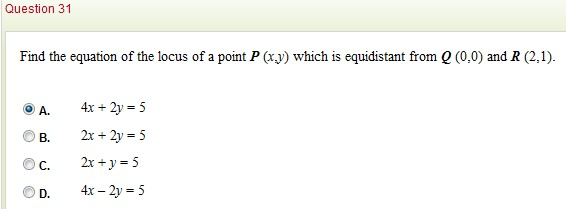 Question 31
Find the equation of the locus of a point P (x,y) which is equidistant from Q (0,0) and R (2,1).
A. 4x + 2y = 5
B. 2x + 2y = 5
C. 2x + y = 5
D. 4x – 2y = 5